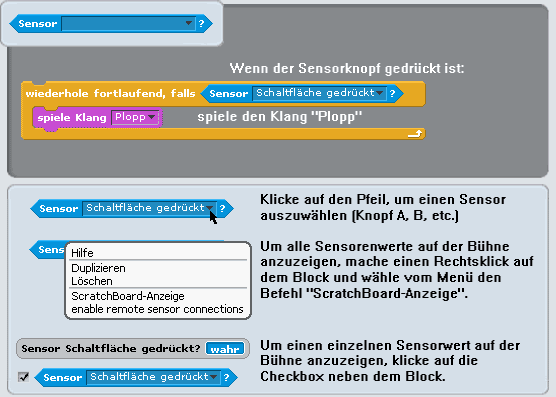 Sensor ?
Wenn der Sensorknopf gedrückt ist:
wiederhole fortlaufend, falls Sensor Schaltfläche gedrückt ?
spiele Klang Plopp
spiele den Klang "Plopp"
Sensor Schaltfläche gedrückt ?
Klicke auf den Pfeil, um einen Sensor
auszuwählen (Knopf A, B, etc.)
Hilfe
Duplizieren
Löschen
ScratchBoard-Anzeige
enable remote sensor connections
Um alle Sensorenwerte auf der Bühne
anzuzeigen, mache einen Rechtsklick auf
dem Block und wähle vom Menü den
Befehl "ScratchBoard-Anzeige".
Sensor Schaltfläche gedrückt? wahr
Sensor Schaltfläche gedrückt ?
Um einen einzelnen Sensorwert auf der
Bühne anzuzeigen, klicke auf die
Checkbox neben dem Block.